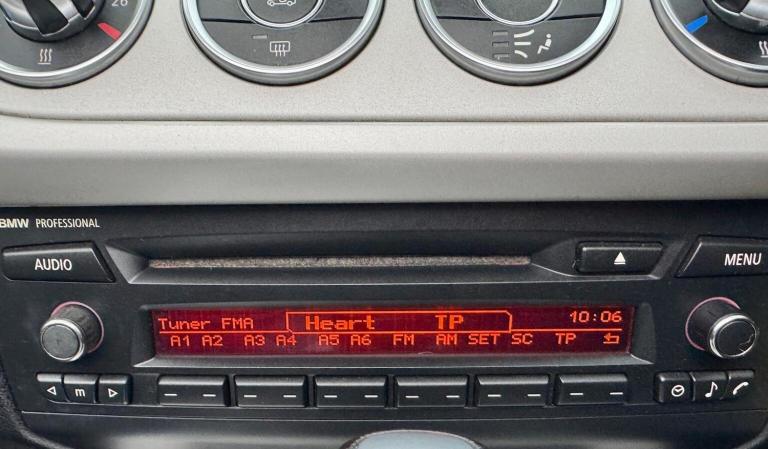 26
BMW PROFESSIONAL
AUDIO
MENU
Tuner FMA Heart TP 10:06
A1 A2 A3 A4 A5 A6 FM AM SET SC TP
m